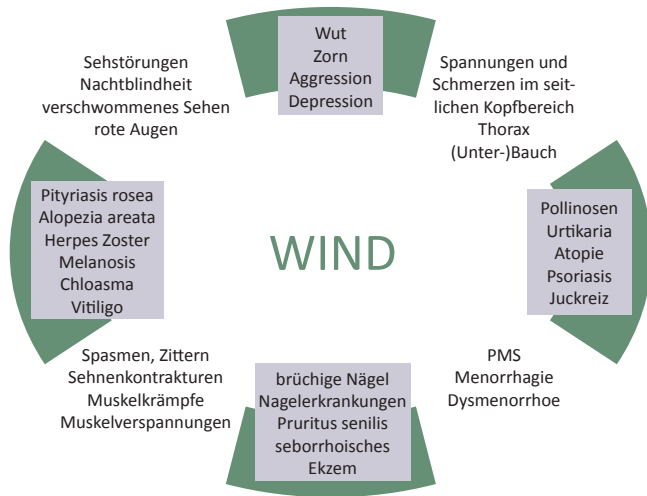 Wut
Zorn
Aggression
Depression
Sehstörungen
Nachtblindheit
verschwommenes Sehen
rote Augen
Spannungen und
Schmerzen im seit-
lichen Kopfbereich
Thorax
(Unter-)Bauch
Pityriasis rosea
Alopezia areata
Herpes Zoster
Melanosis
Chloasma
Vitiligo
WIND
Pollinosen
Urtikaria
Atopie
Psoriasis
Juckreiz
Spasmen, Zittern
Sehnenkontrakturen
Muskelkrämpfe
Muskelverspannungen
brüchige Nägel
Nagelerkrankungen
Pruritus senilis
seborrhoisches
Ekzem
PMS
Menorrhagie
Dysmenorrhoe